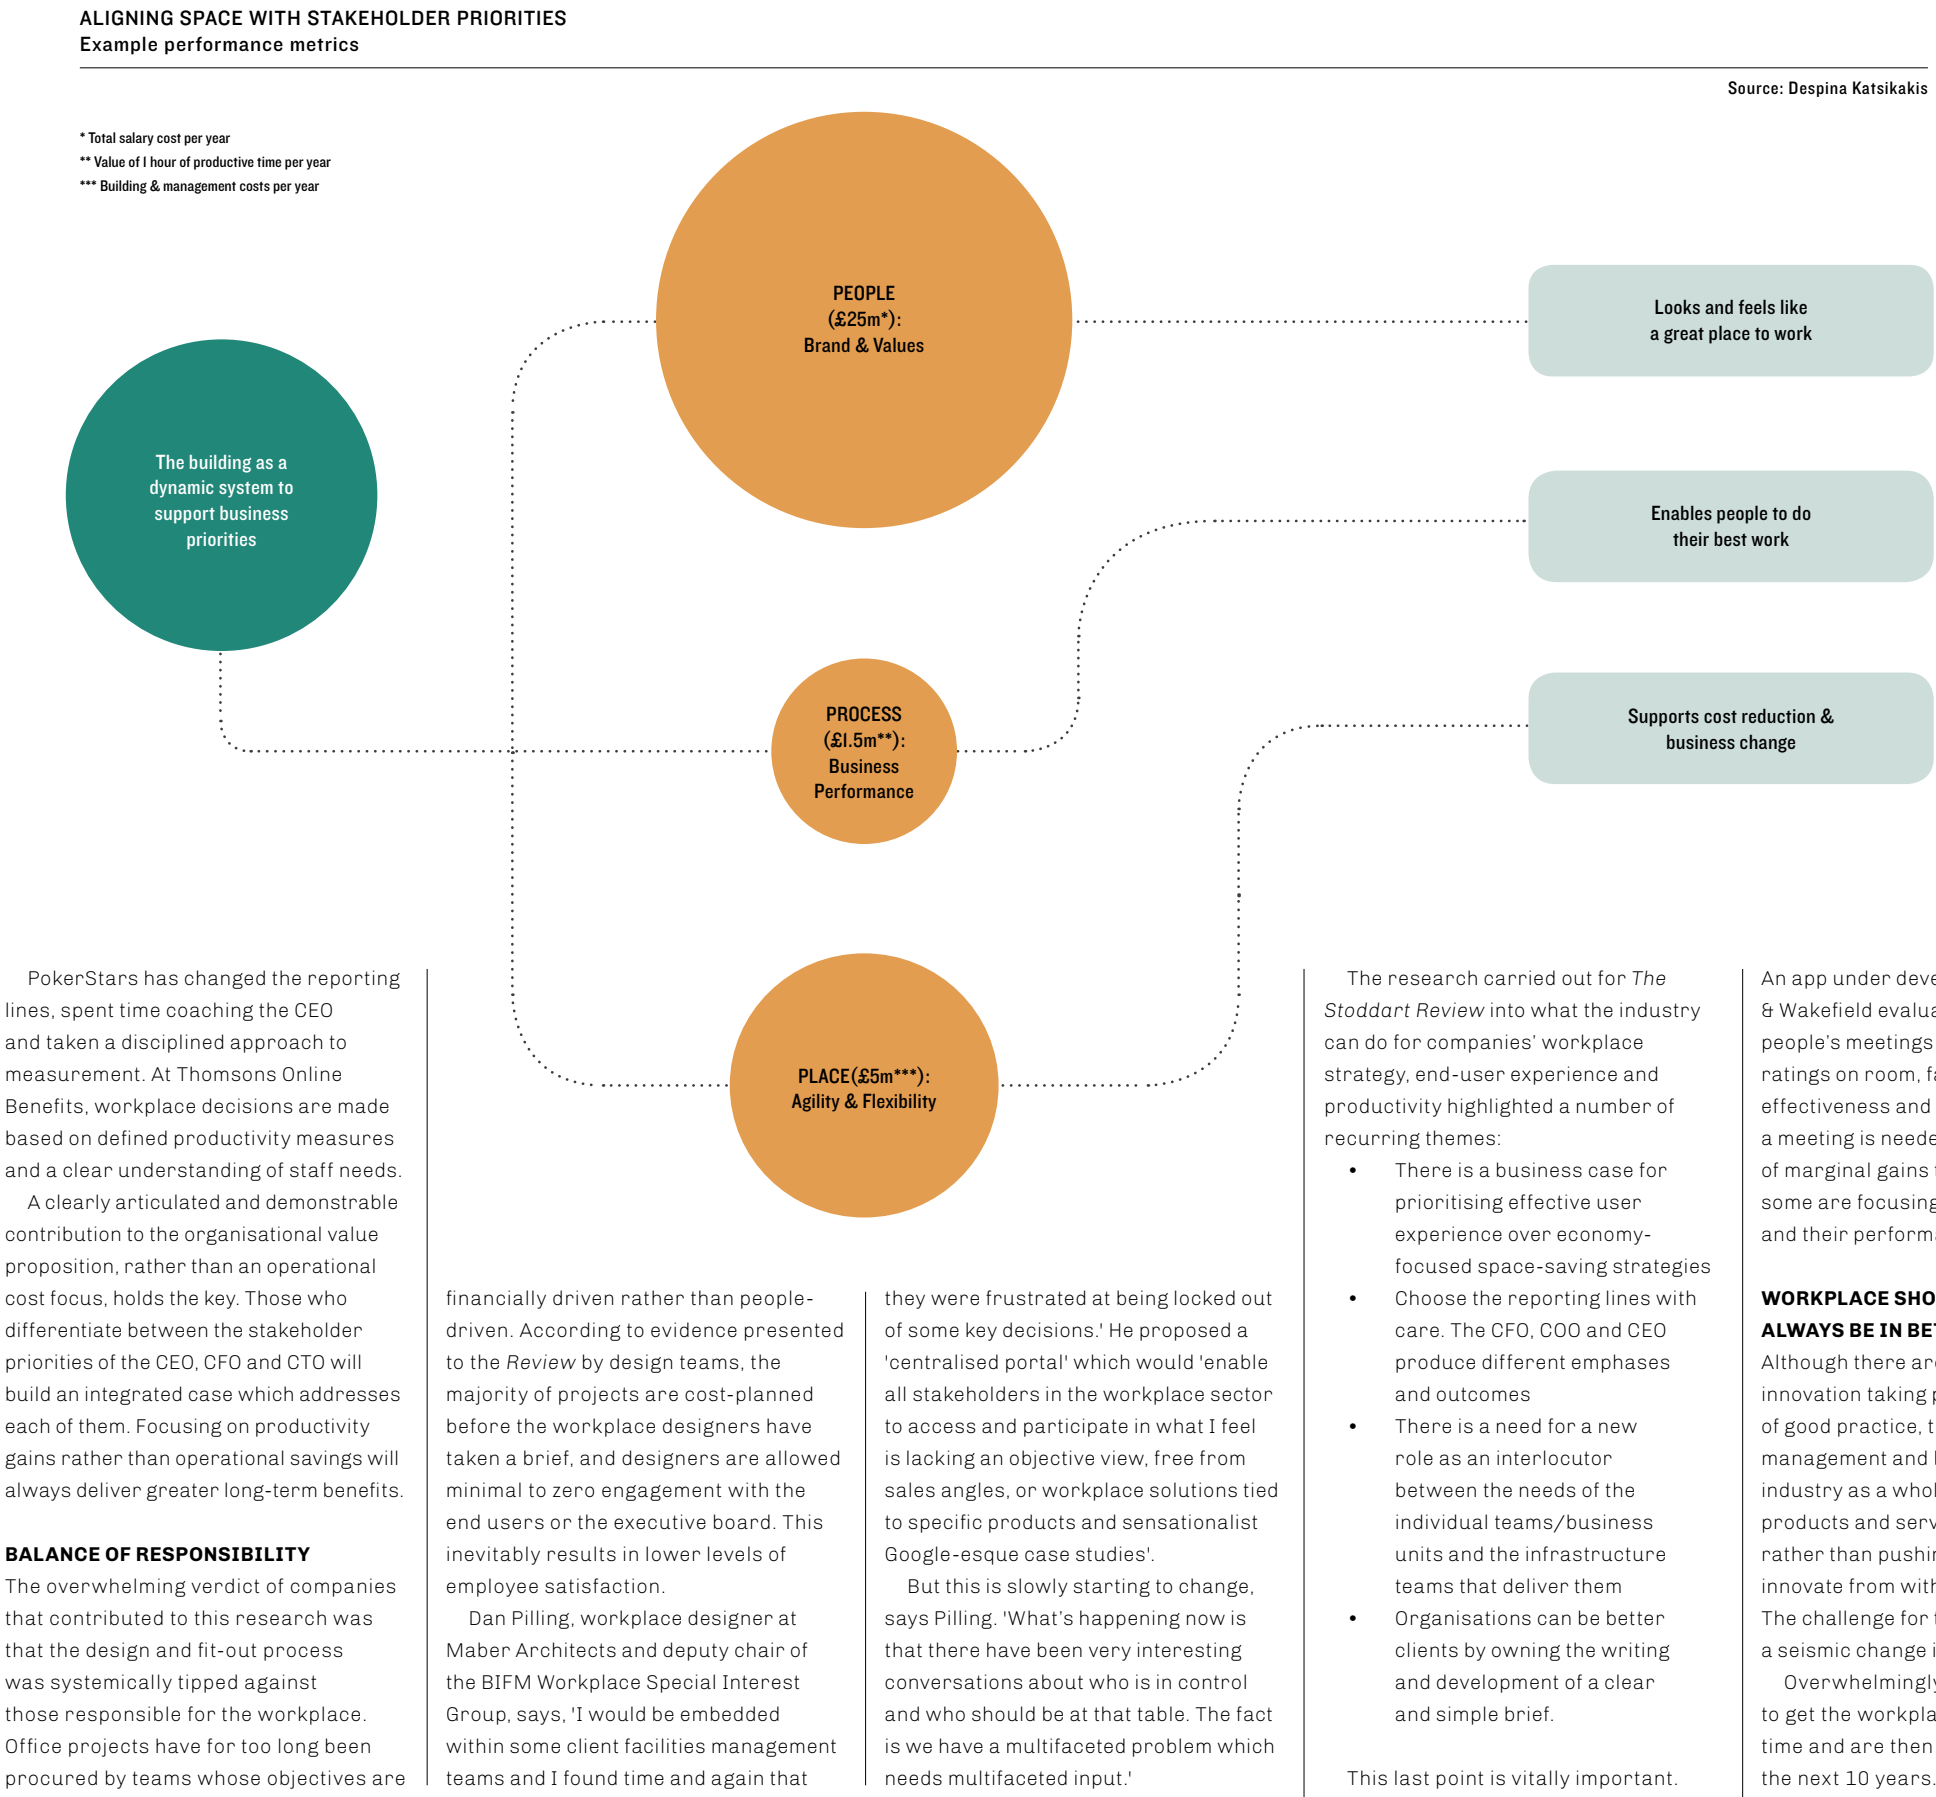 ALIGNING SPACE WITH STAKEHOLDER PRIORITIES
Example performance metrics
Source: Despina Katsikakis
* Total salary cost per year
** Value of 1 hour of productive time per year
*** Building & management costs per year
The building as a
dynamic system to
support business
priorities
PEOPLE
(£25m*):
Brand & Values
PROCESS
(£1.5m**):
Business
Performance
PLACE(£5m***):
Agility & Flexibility
Looks and feels like
a great place to work
Enables people to do
their best work
Supports cost reduction &
business change
PokerStars has changed the reporting
lines, spent time coaching the CEO
and taken a disciplined approach to
measurement. At Thomsons Online
Benefits, workplace decisions are made
based on defined productivity measures
and a clear understanding of staff needs.
A clearly articulated and demonstrable
contribution to the organisational value
proposition, rather than an operational
cost focus, holds the key. Those who
differentiate between the stakeholder
priorities of the CEO, CFO and CTO will
build an integrated case which addresses
each of them. Focusing on productivity
gains rather than operational savings will
always deliver greater long-term benefits.
BALANCE OF RESPONSIBILITY
The overwhelming verdict of companies
that contributed to this research was
that the design and fit-out process
was systemically tipped against
those responsible for the workplace.
Office projects have for too long been
procured by teams whose objectives are
financially driven rather than people-
driven. According to evidence presented
to the Review by design teams, the
majority of projects are cost-planned
before the workplace designers have
taken a brief, and designers are allowed
minimal to zero engagement with the
end users or the executive board. This
inevitably results in lower levels of
employee satisfaction.
Dan Pilling, workplace designer at
Maber Architects and deputy chair of
the BIFM Workplace Special Interest
Group, says, 'I would be embedded
within some client facilities management
teams and I found time and again that
they were frustrated at being locked out
of some key decisions.' He proposed a
'centralised portal' which would 'enable
all stakeholders in the workplace sector
to access and participate in what I feel
is lacking an objective view, free from
sales angles, or workplace solutions tied
to specific products and sensationalist
Google-esque case studies'.
But this is slowly starting to change,
says Pilling. 'What's happening now is
that there have been very interesting
conversations about who is in control
and who should be at that table. The fact
is we have a multifaceted problem which
needs multifaceted input.'
The research carried out for The
Stoddart Review into what the industry
can do for companies' workplace
strategy, end-user experience and
productivity highlighted a number of
recurring themes:
• There is a business case for
prioritising effective user
experience over economy-
focused space-saving strategies
• Choose the reporting lines with
care. The CFO, COO and CEO
produce different emphases
and outcomes
• There is a need for a new
role as an interlocutor
between the needs of the
individual teams/business
units and the infrastructure
teams that deliver them
• Organisations can be better
clients by owning the writing
and development of a clear
and simple brief.
This last point is vitally important.
An app under
& Wakefield
people's meetings
ratings on room,
effectiveness and
a meeting is
of marginal gains
some are focusing
and their
WORKPLACE
ALWAYS BE IN
Although there
innovation taking
of good practice,
management and
industry as a
products and
rather than
innovate from
The challenge for
a seismic change
Overwhelmingly
to get the
time and are then
the next 10 years.